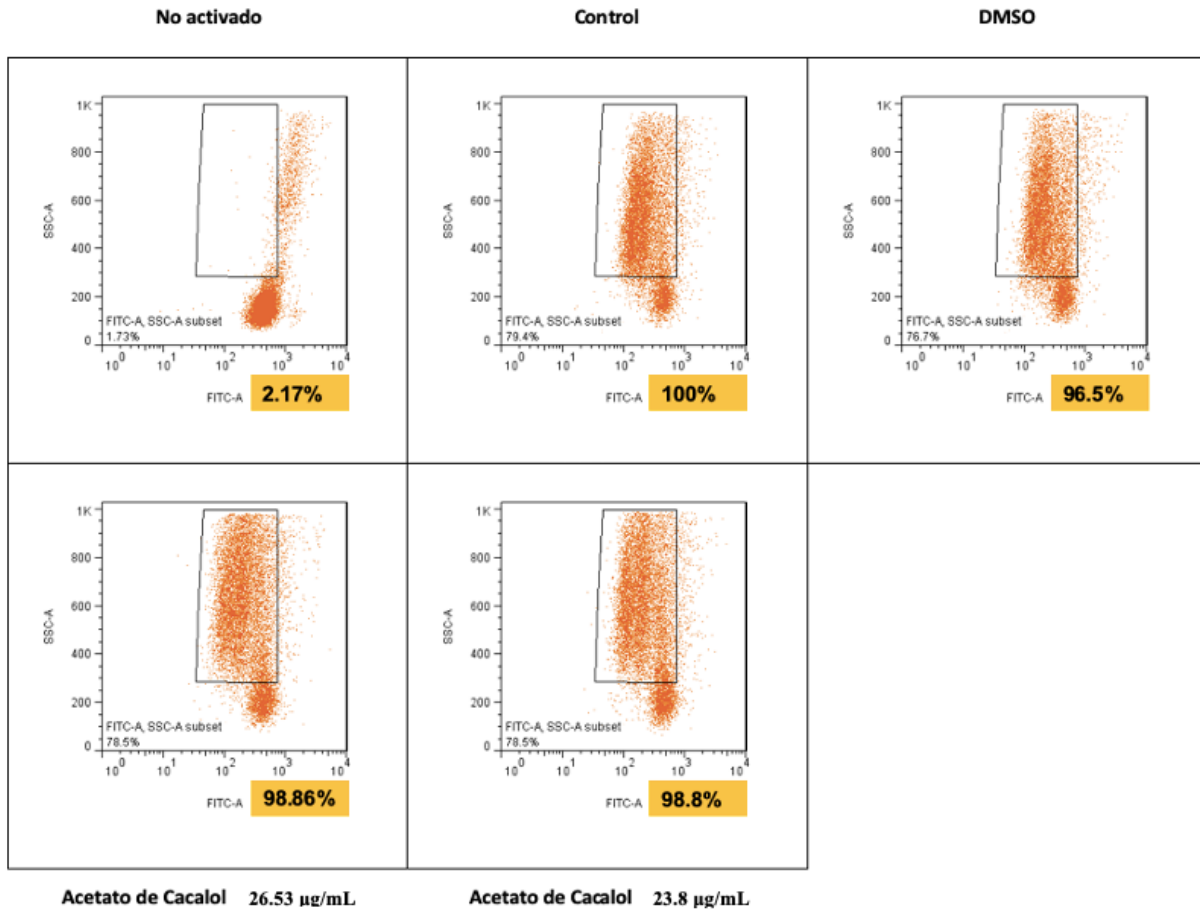 No activado
Control
DMSO
1K
800
600
400
200
0
SSC-A
FITC-A, SSC-A subset
1.73%
10^0 10^1 10^2 10^3 10^4
FITC-A
2.17%
1K
800
600
400
200
0
SSC-A
FITC-A, SSC-A subset
79.4%
10^0 10^1 10^2 10^3 10^4
FITC-A
100%
1K
800
600
400
200
0
SSC-A
FITC-A, SSC-A subset
76.7%
10^0 10^1 10^2 10^3 10^4
FITC-A
96.5%
1K
800
600
400
200
0
SSC-A
FITC-A, SSC-A subset
78.5%
10^0 10^1 10^2 10^3 10^4
FITC-A
98.86%
1K
800
600
400
200
0
SSC-A
FITC-A, SSC-A subset
78.5%
10^0 10^1 10^2 10^3 10^4
FITC-A
98.8%
Acetato de Cacalol 26.53 µg/mL
Acetato de Cacalol 23.8 µg/mL